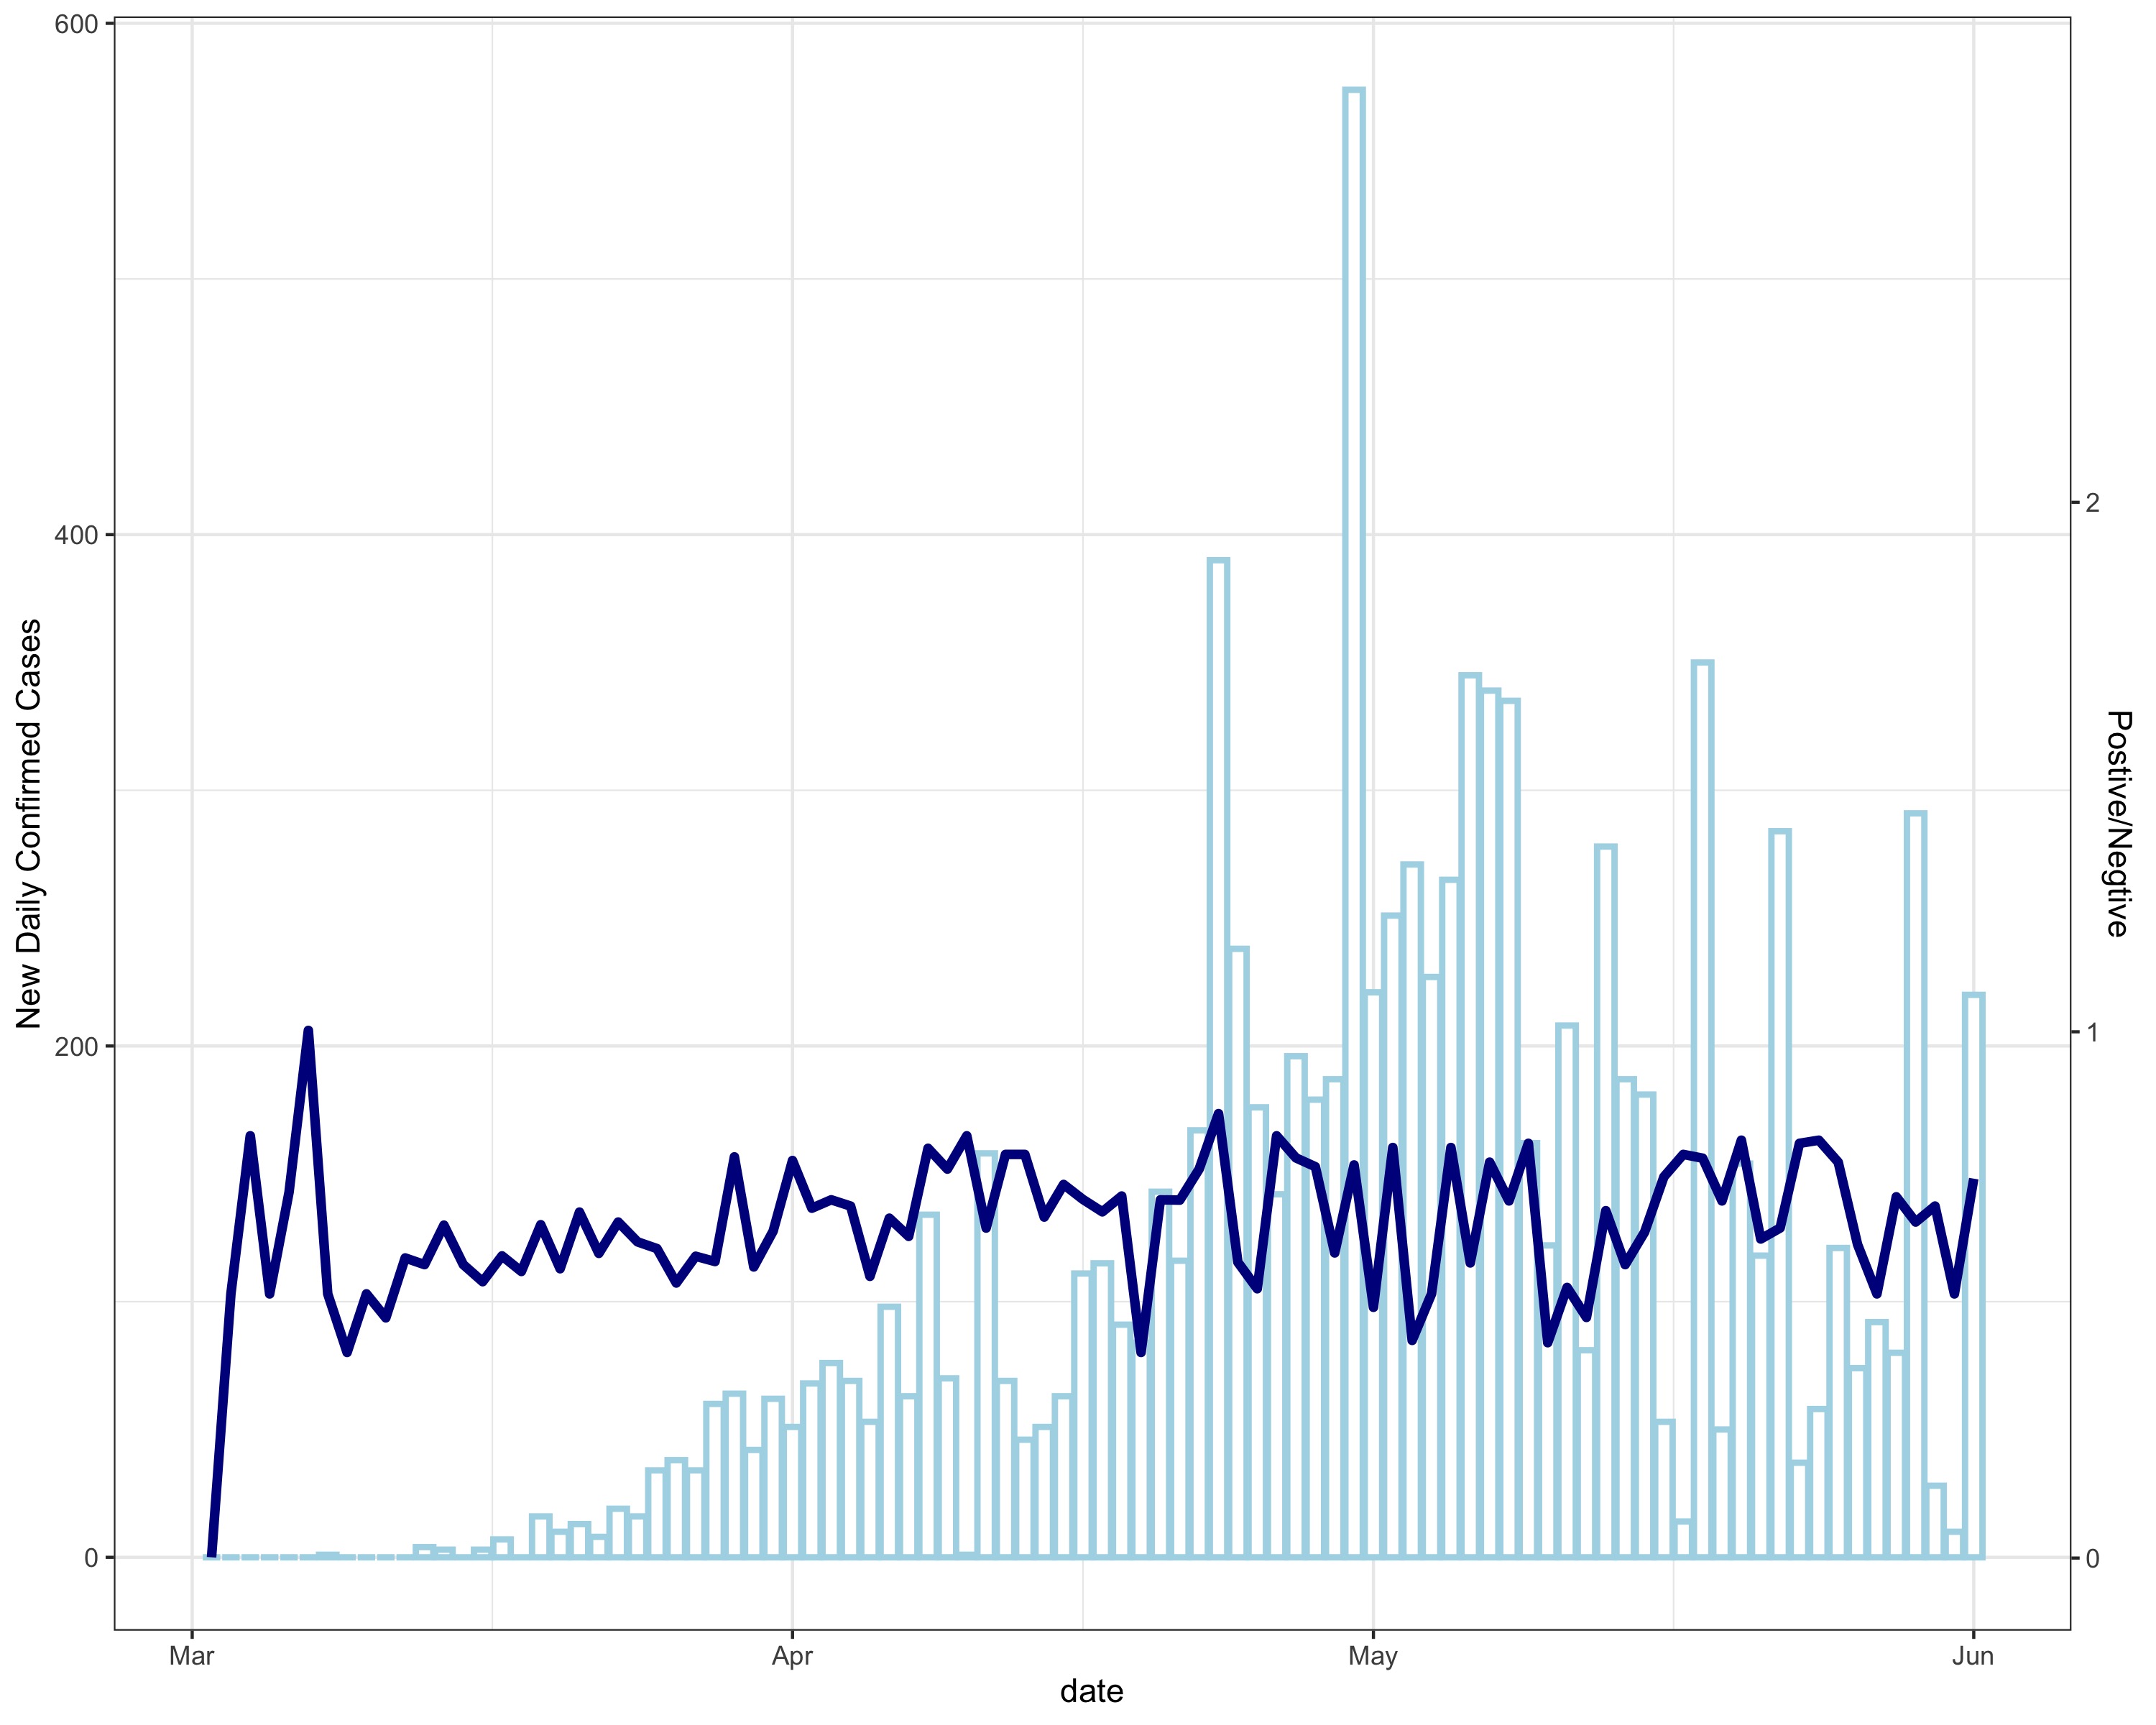 600
400
200
0
New Daily Confirmed Cases
2
1
0
Postive/Negtive
Mar
Apr
May
Jun
date